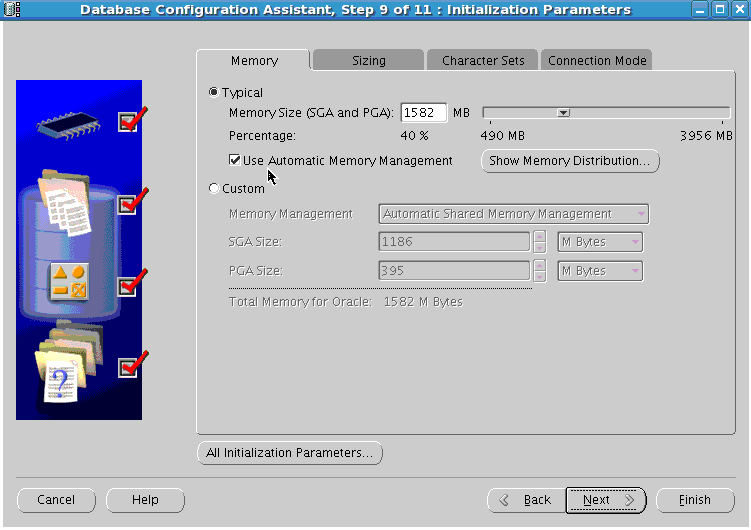 Database Configuration Assistant, Step 9 of 11 : Initialization Parameters
Memory Sizing Character Sets Connection Mode
Typical
Memory Size (SGA and PGA): 1582 MB
Percentage: 40 % 490 MB 3956 MB
Use Automatic Memory Management Show Memory Distribution...
Custom
Memory Management Automatic Shared Memory Management
SGA Size: 1186 M Bytes
PGA Size: 395 M Bytes
Total Memory for Oracle: 1582 M Bytes
?
All Initialization Parameters...
Cancel Help Back Next Finish